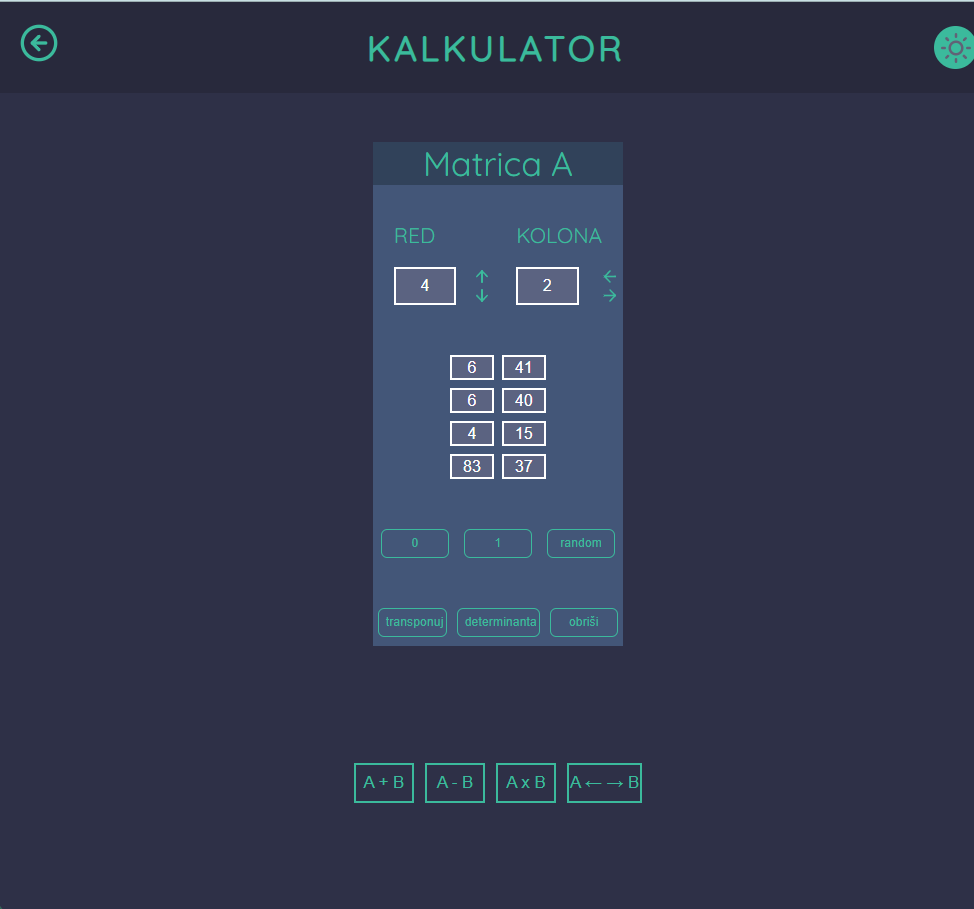 KALKULATOR
Matrica A
RED KOLONA
4 2
6 41
6 40
4 15
83 37
0 1 random
transponuj determinanta obriši
A + B A - B A x B A ←→ B